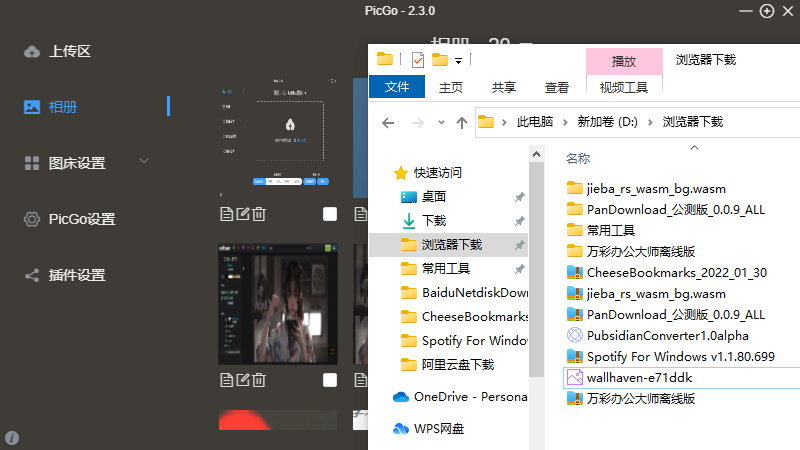 PicGo - 2.3.0
上传区
相册
图床设置
PicGo设置
插件设置
播放
浏览器下载
文件
主页
共享
查看
视频工具
此电脑
新加卷 (D:)
浏览器下载
快速访问
桌面
下载
浏览器下载
常用工具
BaiduNetdiskDow
CheeseBookmarks
Spotify For Windo
阿里云盘下载
OneDrive - Persona
WPS网盘
名称
jieba_rs_wasm_bg.wasm
PanDownload_公测版_0.0.9_ALL
常用工具
万彩办公大师离线版
CheeseBookmarks_2022_01_30
jieba_rs_wasm_bg.wasm
PanDownload_公测版_0.0.9_ALL
PubsidianConverter1.0alpha
Spotify For Windows v1.1.80.699
wallhaven-e71ddk
万彩办公大师离线版